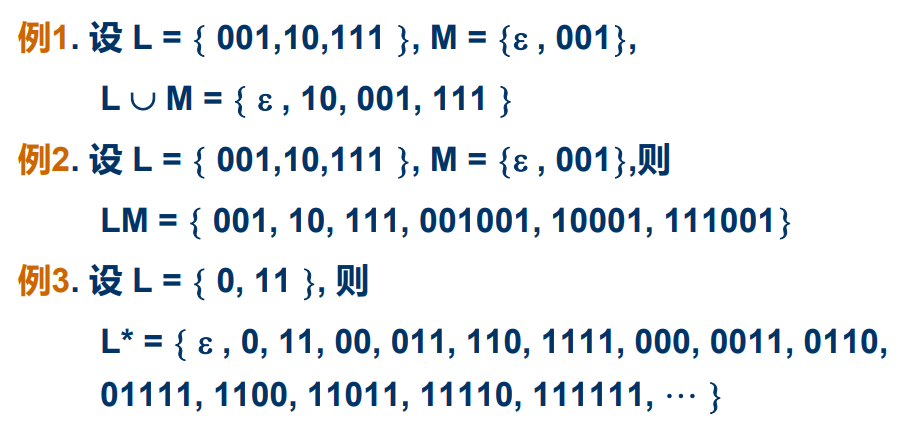 例1. 设 L = { 001,10,111 }, M = {ε , 001},
L ∪ M = { ε , 10, 001, 111 }
例2. 设 L = { 001,10,111 }, M = {ε , 001},则
LM = { 001, 10, 111, 001001, 10001, 111001}
例3. 设 L = { 0, 11 }, 则
L* = { ε , 0, 11, 00, 011, 110, 1111, 000, 0011, 0110,
01111, 1100, 11011, 11110, 111111, ⋯ }